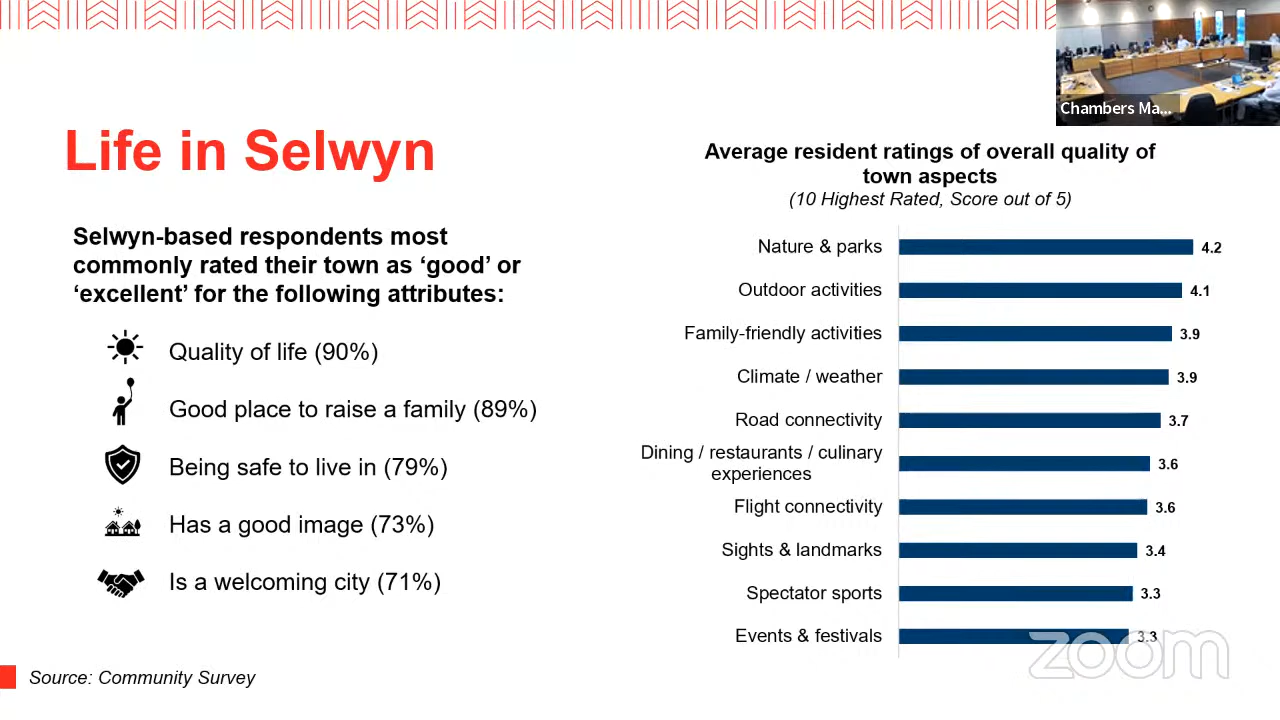 Chambers Ma...
Life in Selwyn
Selwyn-based respondents most
commonly rated their town as ‘good’ or
‘excellent’ for the following attributes:
Quality of life (90%)
Good place to raise a family (89%)
Being safe to live in (79%)
Has a good image (73%)
Is a welcoming city (71%)
Source: Community Survey
Average resident ratings of overall quality of
town aspects
(10 Highest Rated, Score out of 5)
Nature & parks 4.2
Outdoor activities 4.1
Family-friendly activities 3.9
Climate / weather 3.9
Road connectivity 3.7
Dining / restaurants / culinary
experiences 3.6
Flight connectivity 3.6
Sights & landmarks 3.4
Spectator sports 3.3
Events & festivals 3.3
zoom